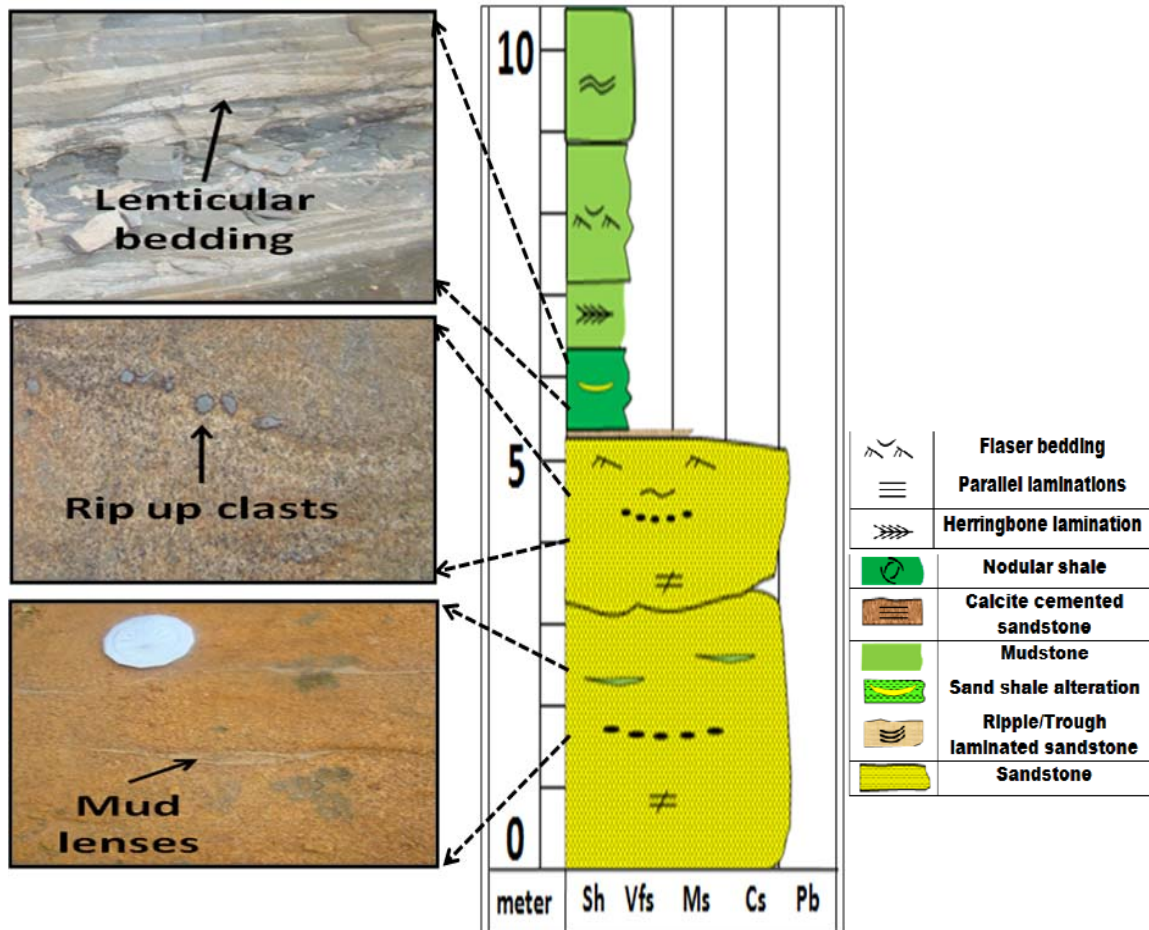 Lenticular
bedding
Rip up clasts
Mud
lenses
10
5
0
meter Sh Vfs Ms Cs Pb
Flaser bedding
Parallel laminations
Herringbone lamination
Nodular shale
Calcite cemented
sandstone
Mudstone
Sand shale alteration
Ripple/Trough
laminated sandstone
Sandstone